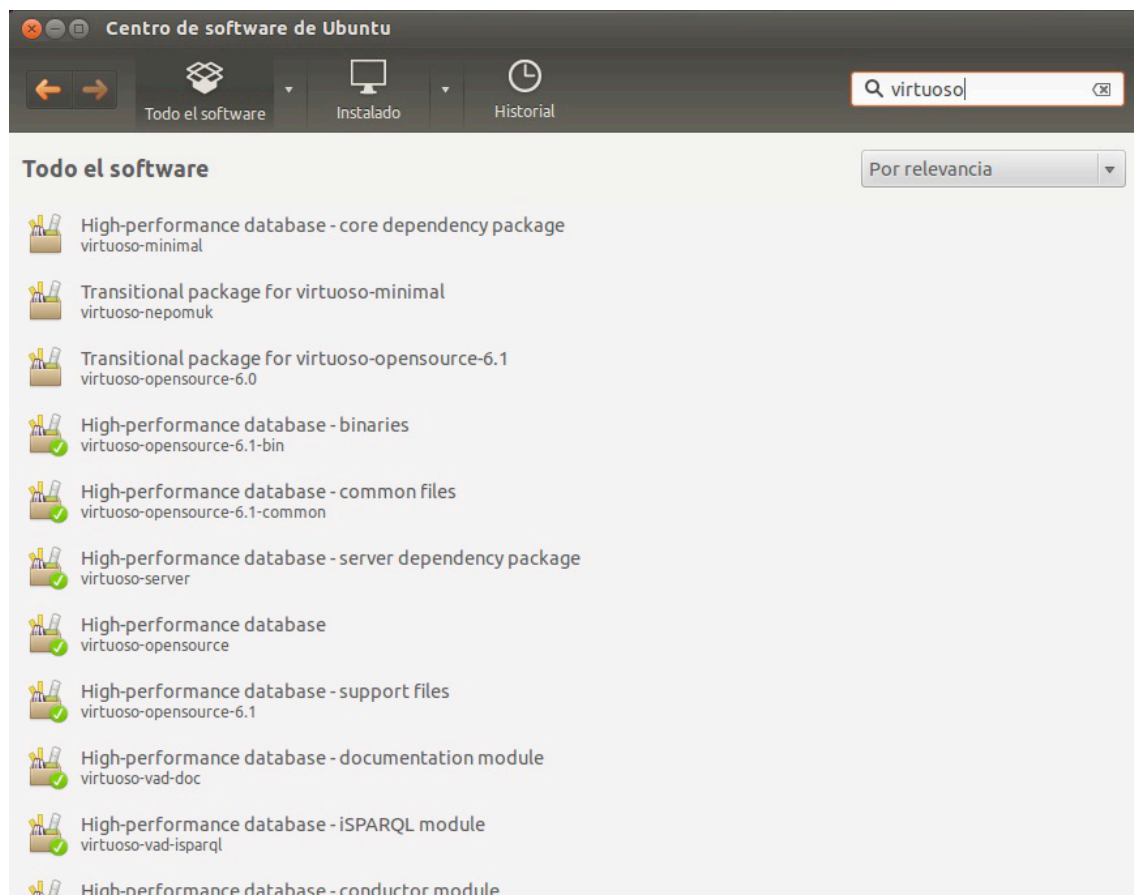 Centro de software de Ubuntu
Todo el software
Instalado
Historial
virtuoso
Todo el software
Por relevancia
High-performance database - core dependency package
virtuoso-minimal
Transitional package for virtuoso-minimal
virtuoso-nepomuk
Transitional package for virtuoso-opensource-6.1
virtuoso-opensource-6.0
High-performance database - binaries
virtuoso-opensource-6.1-bin
High-performance database - common files
virtuoso-opensource-6.1-common
High-performance database - server dependency package
virtuoso-server
High-performance database
virtuoso-opensource
High-performance database - support files
virtuoso-opensource-6.1
High-performance database - documentation module
virtuoso-vad-doc
High-performance database - iSPARQL module
virtuoso-vad-isparql
High-performance database - conductor module